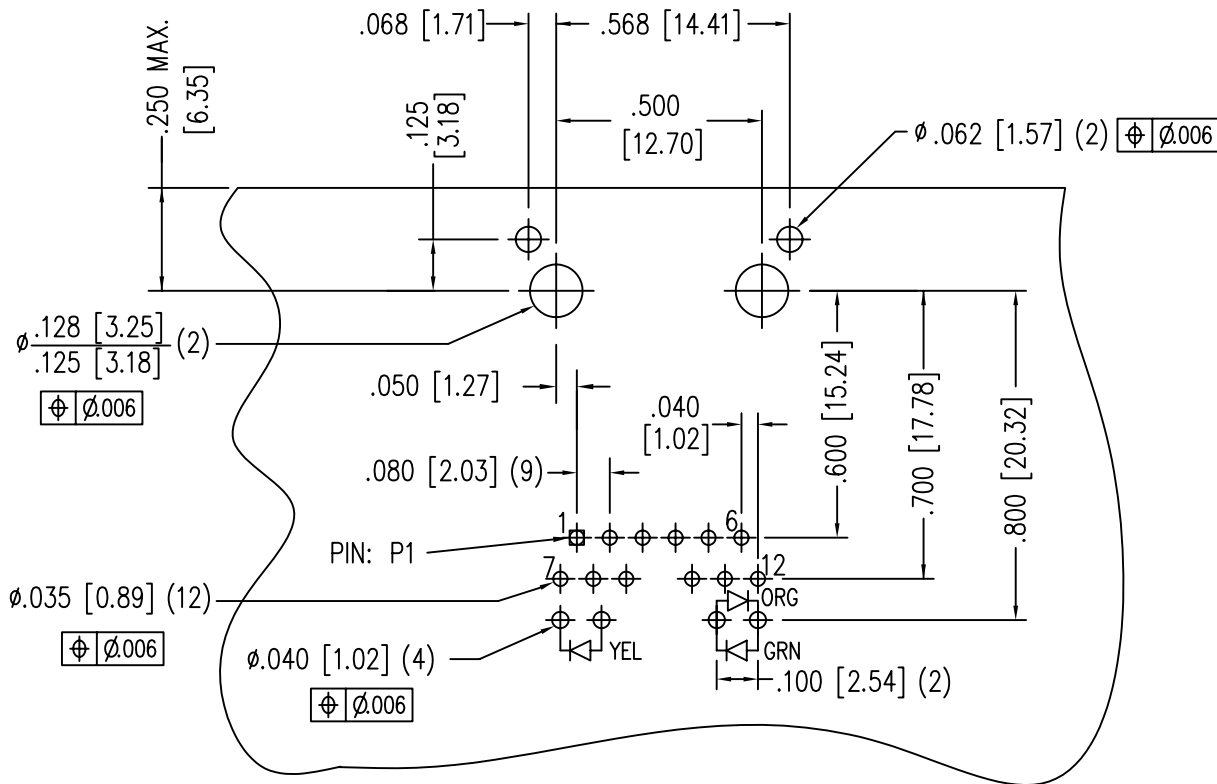 .068 [1.71]
.568 [14.41]
.250 MAX.
[6.35]
.125
[3.18]
.500
[12.70]
⌀.062 [1.57] (2) ⌖ ⌀.006
⌀ .128 [3.25]
.125 [3.18] (2)
⌖ ⌀.006
.050 [1.27]
.040
[1.02]
.080 [2.03] (9)
.600 [15.24]
.700 [17.78]
.800 [20.32]
1
6
PIN: P1
7
12
⌀.035 [0.89] (12)
⌖ ⌀.006
ORG
YEL
GRN
⌀.040 [1.02] (4)
⌖ ⌀.006
.100 [2.54] (2)